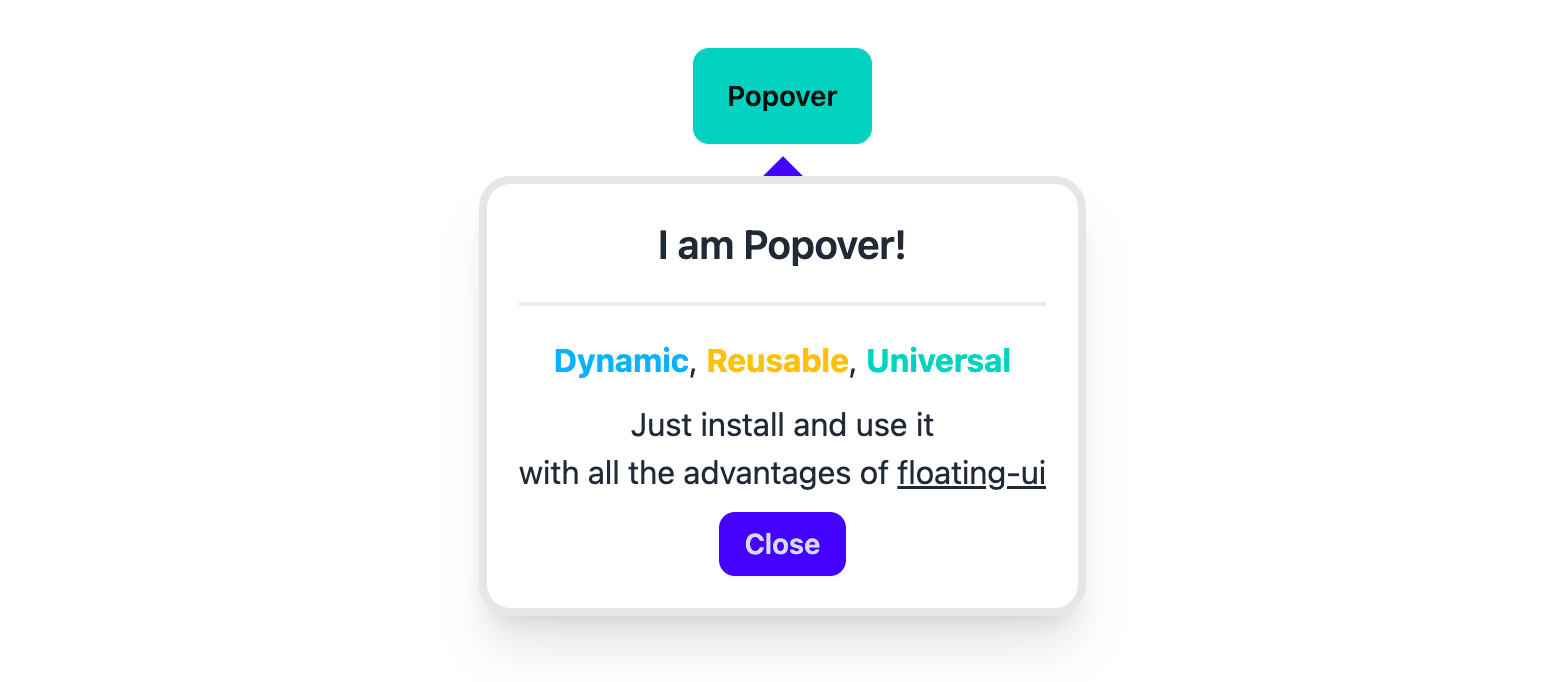 Popover
I am Popover!
Dynamic, Reusable, Universal
Just install and use it
with all the advantages of floating-ui
Close